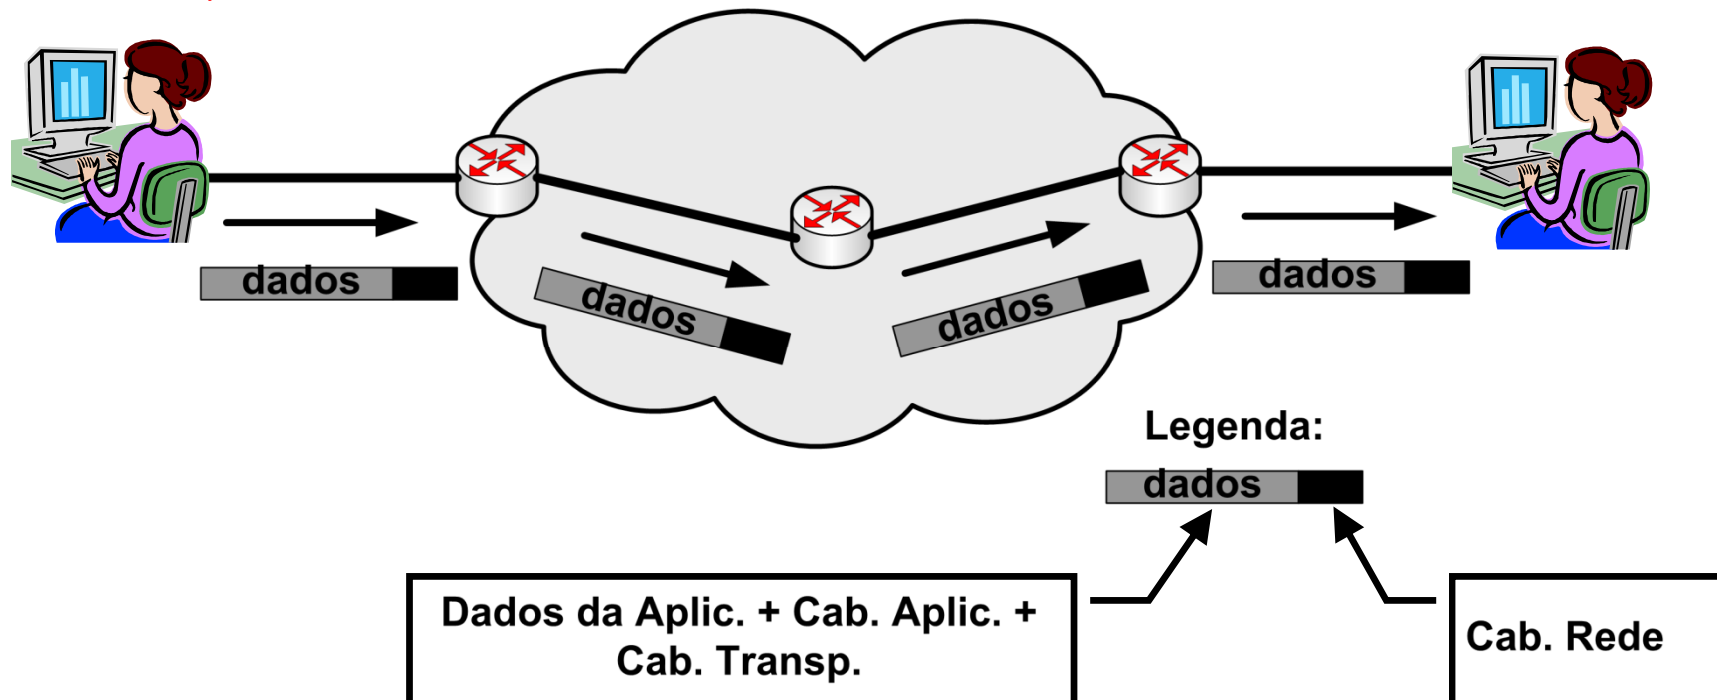 dados
dados
dados
dados
Legenda:
dados
Dados da Aplic. + Cab. Aplic. +
Cab. Transp.
Cab. Rede